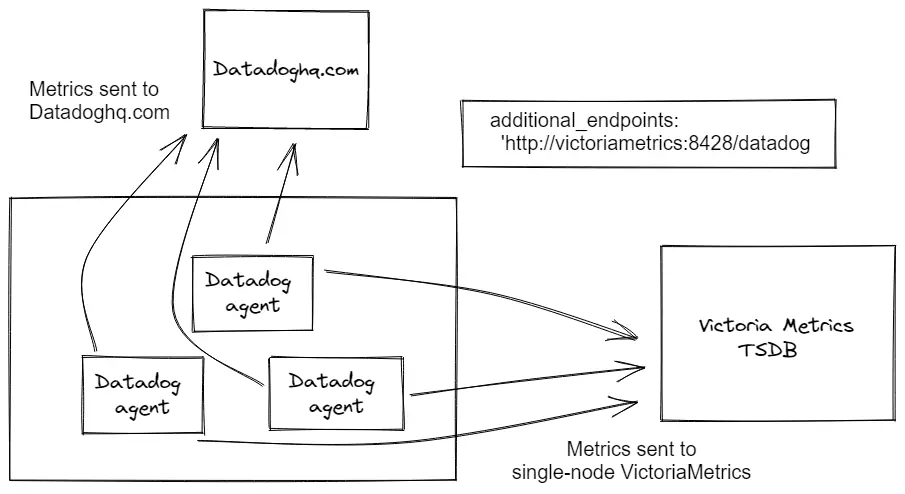 Datadoghq.com
Metrics sent to
Datadoghq.com
additional_endpoints:
'http://victoriametrics:8428/datadog
Datadog
agent
Victoria Metrics
TSDB
Datadog
agent
Datadog
agent
Metrics sent to
single-node VictoriaMetrics